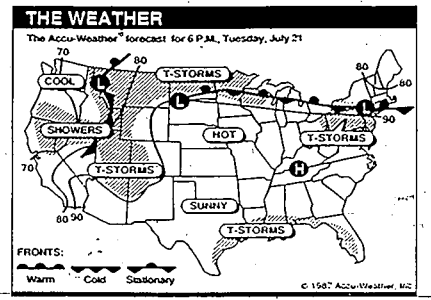 THE WEATHER
The Accu-Weather® forecast for 6 P.M., Tuesday, July 21
70
80
COOL
L
T-STORMS
80
80
L
L
90
SHOWERS
HOT
T-STORMS
70
T-STORMS
H
80 90
SUNNY
T-STORMS
FRONTS:
Warm Cold Stationary
© 1987 Accu-Weather, Inc